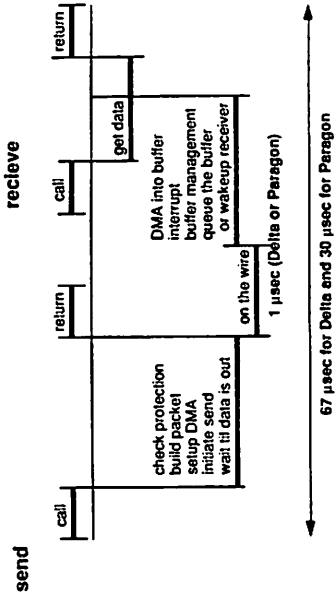 send
recieve
call
return
call
return
check protection
build packet
setup DMA
initiate send
wait til data is out
on the wire
1 µsec (Delta or Paragon)
get data
DMA into buffer
interrupt
buffer management
queue the buffer
or wakeup receiver
67 µsec for Delta and 30 µsec for Paragon